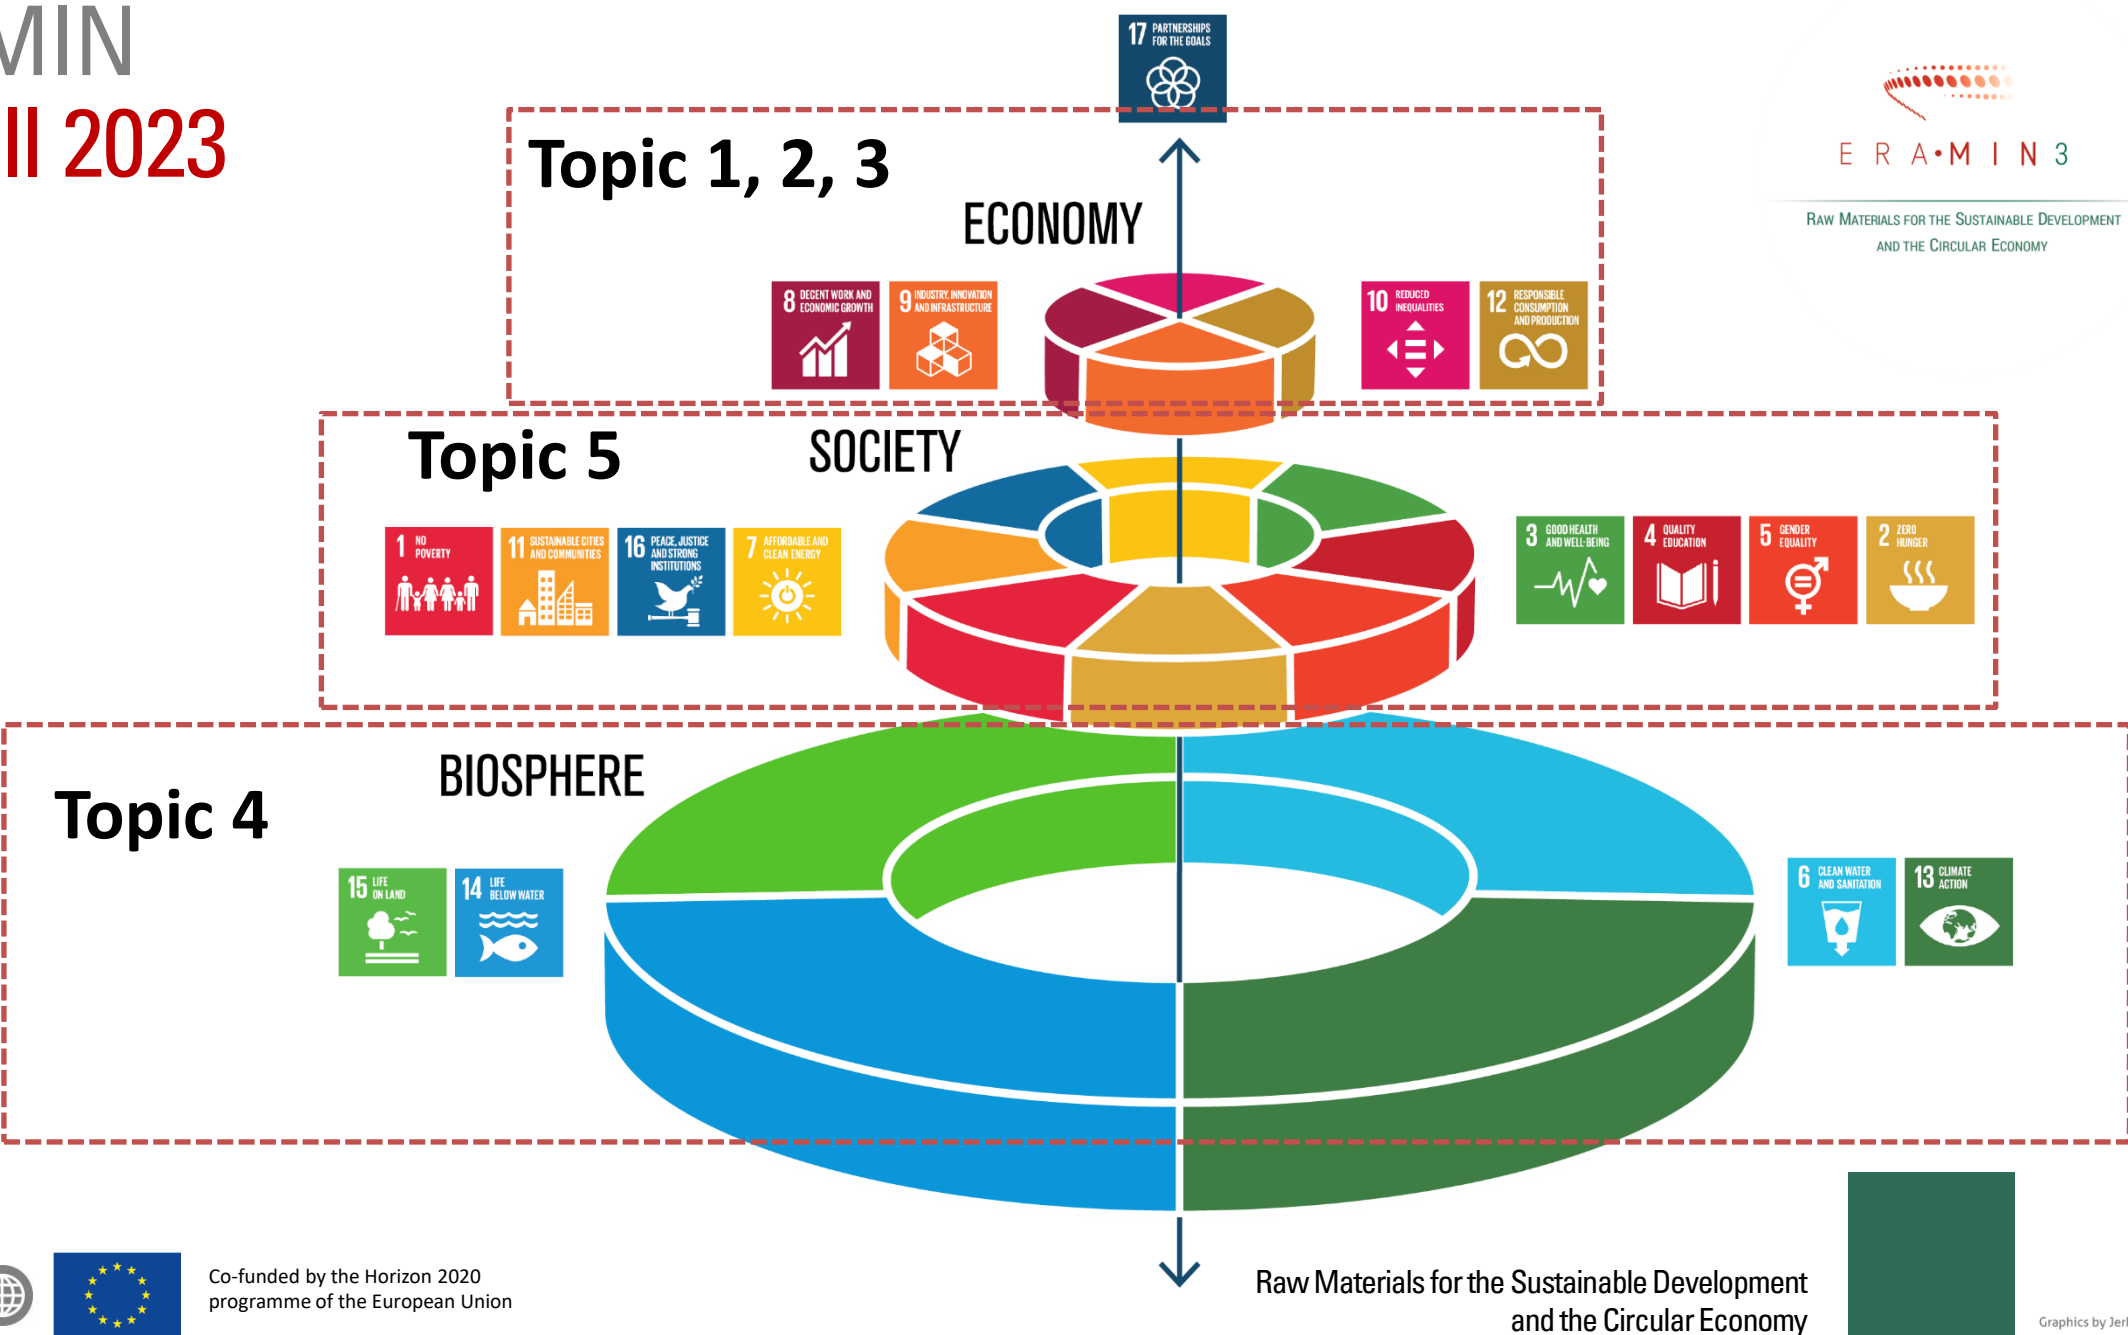 MIN
ll 2023
17 PARTNERSHIPS
FOR THE GOALS
ERA•MIN 3
RAW MATERIALS FOR THE SUSTAINABLE DEVELOPMENT
AND THE CIRCULAR ECONOMY
Topic 1, 2, 3
ECONOMY
8 DECENT WORK AND
ECONOMIC GROWTH
9 INDUSTRY, INNOVATION
AND INFRASTRUCTURE
10 REDUCED
INEQUALITIES
12 RESPONSIBLE
CONSUMPTION
AND PRODUCTION
Topic 5
SOCIETY
1 NO
POVERTY
11 SUSTAINABLE CITIES
AND COMMUNITIES
16 PEACE, JUSTICE
AND STRONG
INSTITUTIONS
7 AFFORDABLE AND
CLEAN ENERGY
3 GOOD HEALTH
AND WELL-BEING
4 QUALITY
EDUCATION
5 GENDER
EQUALITY
2 ZERO
HUNGER
BIOSPHERE
Topic 4
15 LIFE
ON LAND
14 LIFE
BELOW WATER
6 CLEAN WATER
AND SANITATION
13 CLIMATE
ACTION
Co-funded by the Horizon 2020
programme of the European Union
Raw Materials for the Sustainable Development
and the Circular Economy
Graphics by